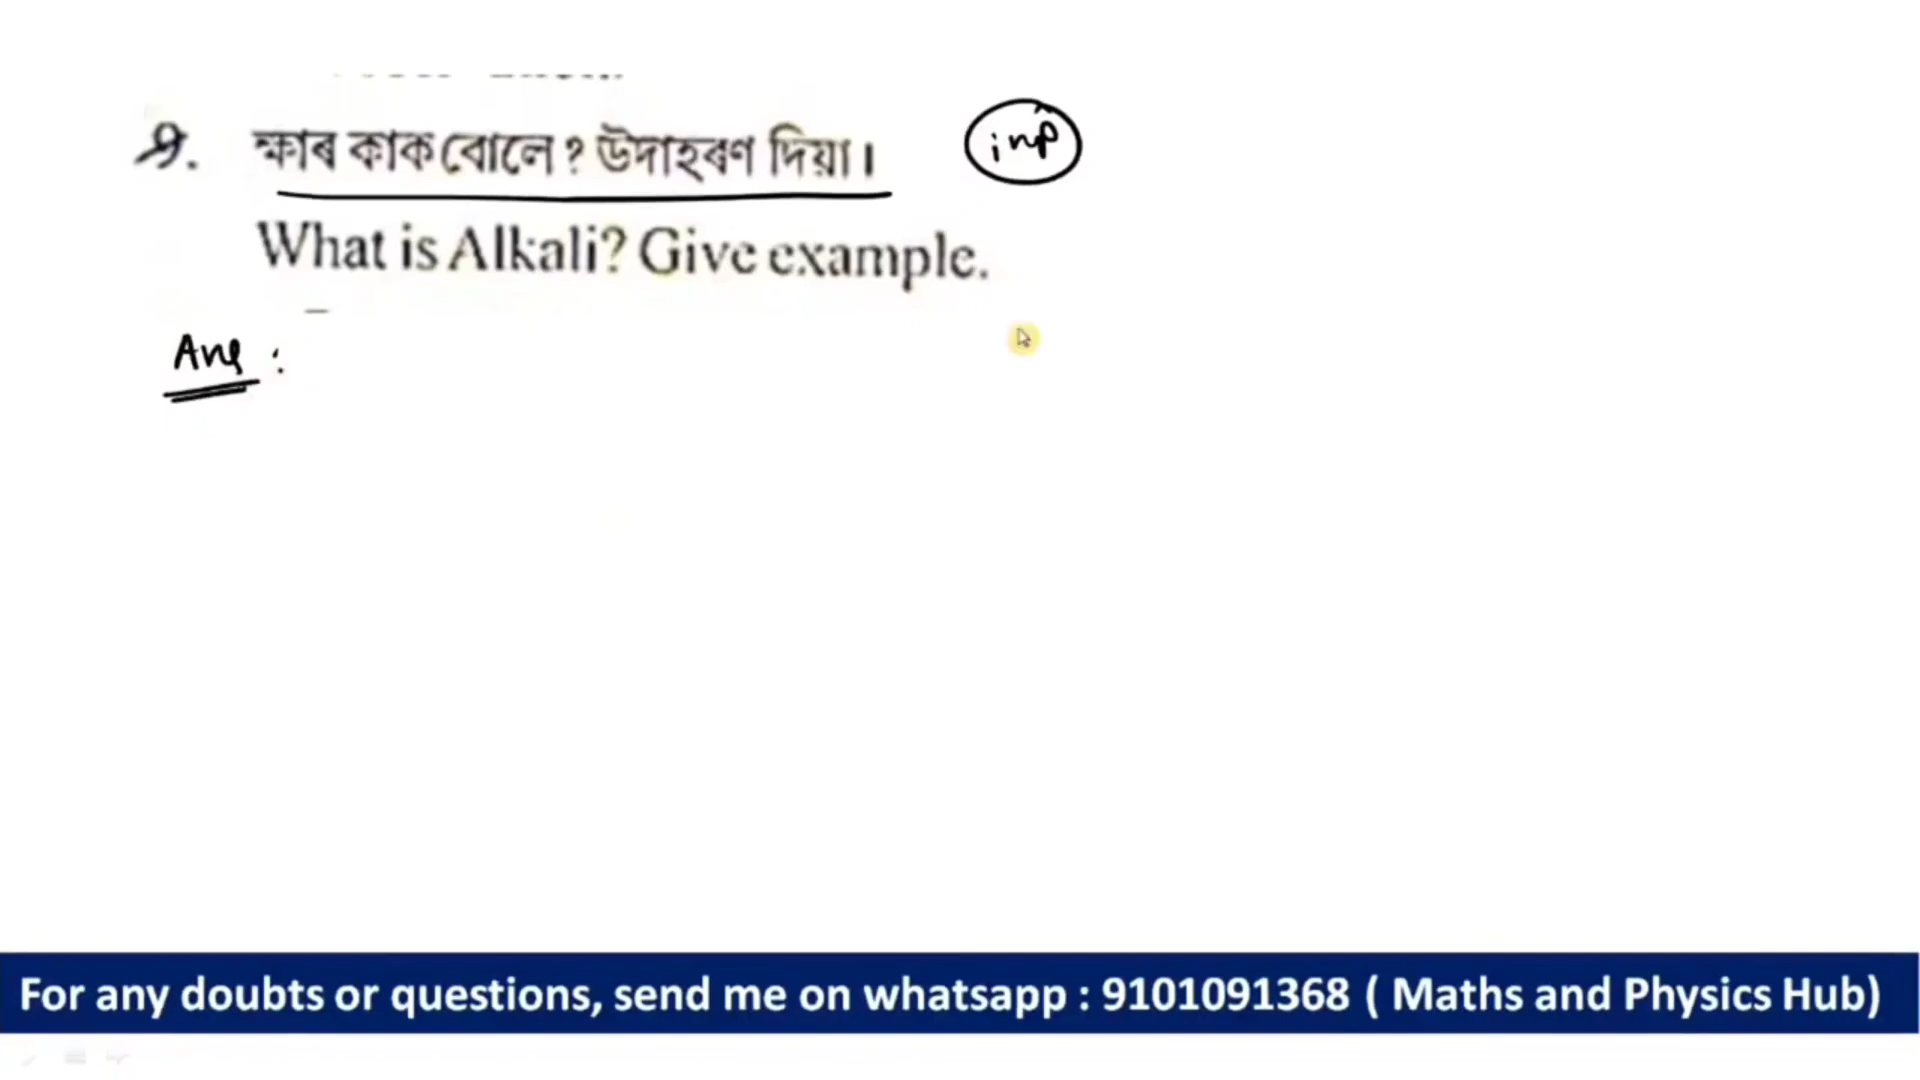 9. ক্ষাৰ কাক বোলে ? উদাহৰণ দিয়া।
imp
What is Alkali? Give example.
Ans :
For any doubts or questions, send me on whatsapp : 9101091368 ( Maths and Physics Hub)